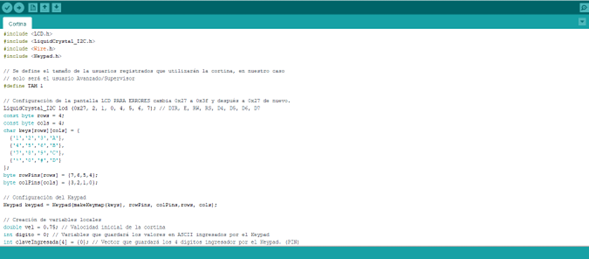 Cortina
#include <LCD.h>
#include <LiquidCrystal_I2C.h>
#include <Wire.h>
#include <Keypad.h>
// Se define el tamaño de la usuarios registrados que utilizarán la cortina, en nuestro caso
// solo será el usuario Avanzado/Supervisor
#define TAM 1
// Configuración de la pantalla LCD PARA ERRORES cambia 0x27 a 0x3F y despues a 0x27 de nuevo.
LiquidCrystal_I2C lcd (0x27, 2, 1, 0, 4, 5, 6, 7); // DIR, E, RW, RS, D4, D5, D6, D7
const byte rows = 4;
const byte cols = 4;
char keys[rows][cols] = {
{'1','2','3','A'},
{'4','5','6','B'},
{'7','8','9','C'},
{'*','0','#','D'}
};
byte rowPins[rows] = {7,6,5,4};
byte colPins[cols] = {3,2,1,0};
// Configuración del Keypad
Keypad keypad = Keypad(makeKeymap(keys), rowPins, colPins,rows, cols);
// Creación de variables locales
double vel = 0.75; // Valocidad inicial de la cortina
int digito = 0; // Variables que guardará los valores en ASCII ingresados por el Keypad
int claveIngresada[4] = {0}; // Vector que guardará los 4 digitos ingresador por el Keypad. (PIN)